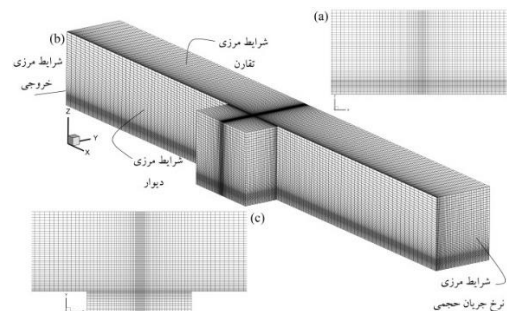 (a)
(b)
شرایط مرزی
تقارن
شرایط مرزی
خروجی
Z
Y
X
شرایط مرزی
دیوار
(c)
شرایط مرزی
نرخ جریان حجمی